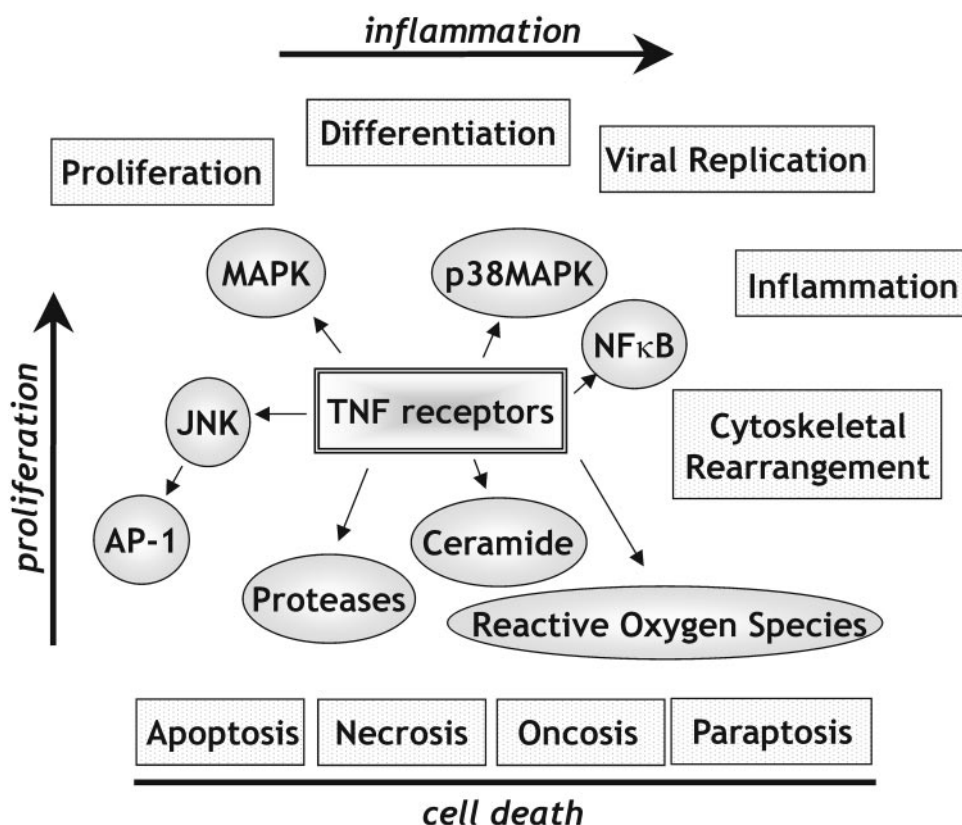 inflammation
Differentiation
Viral Replication
Proliferation
MAPK
p38MAPK
Inflammation
NFκB
proliferation
TNF receptors
JNK
Cytoskeletal
Rearrangement
AP-1
Ceramide
Proteases
Reactive Oxygen Species
Apoptosis
Necrosis
Oncosis
Paraptosis
cell death